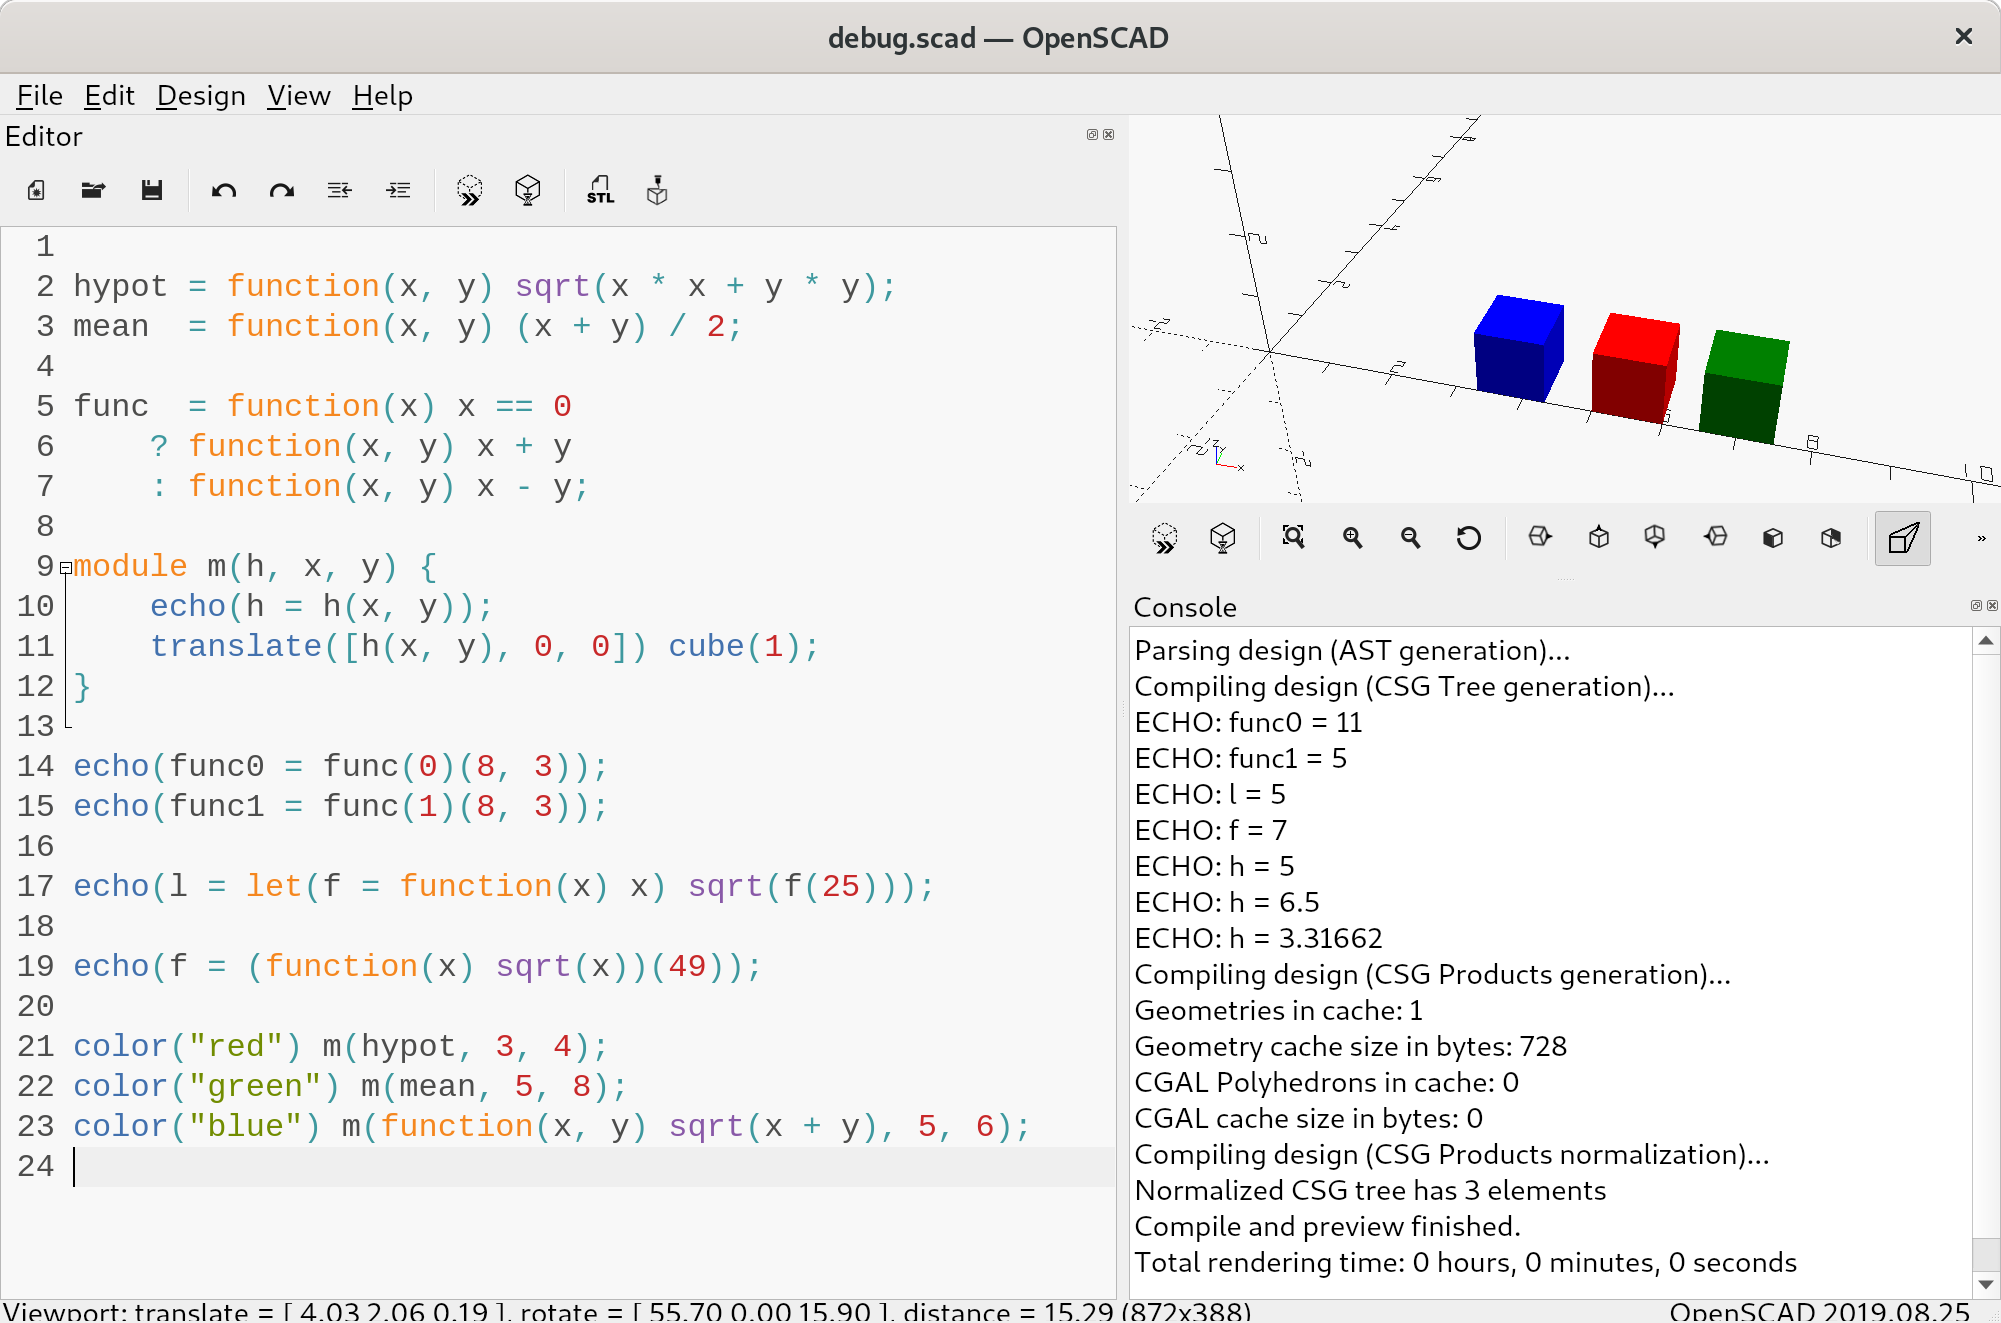 debug.scad — OpenSCAD
File Edit Design View Help
Editor
STL
1
2 hypot = function(x, y) sqrt(x * x + y * y);
3 mean  = function(x, y) (x + y) / 2;
4
5 func  = function(x) x == 0
6     ? function(x, y) x + y
7     : function(x, y) x - y;
8
9 module m(h, x, y) {
10     echo(h = h(x, y));
11     translate([h(x, y), 0, 0]) cube(1);
12 }
13
14 echo(func0 = func(0)(8, 3));
15 echo(func1 = func(1)(8, 3));
16
17 echo(l = let(f = function(x) x) sqrt(f(25)));
18
19 echo(f = (function(x) sqrt(x))(49));
20
21 color("red") m(hypot, 3, 4);
22 color("green") m(mean, 5, 8);
23 color("blue") m(function(x, y) sqrt(x + y), 5, 6);
24
2
8
10
x
»
Console
Parsing design (AST generation)...
Compiling design (CSG Tree generation)...
ECHO: func0 = 11
ECHO: func1 = 5
ECHO: l = 5
ECHO: f = 7
ECHO: h = 5
ECHO: h = 6.5
ECHO: h = 3.31662
Compiling design (CSG Products generation)...
Geometries in cache: 1
Geometry cache size in bytes: 728
CGAL Polyhedrons in cache: 0
CGAL cache size in bytes: 0
Compiling design (CSG Products normalization)...
Normalized CSG tree has 3 elements
Compile and preview finished.
Total rendering time: 0 hours, 0 minutes, 0 seconds
Viewport: translate = [ 4.03 2.06 0.19 ], rotate = [ 55.70 0.00 15.90 ], distance = 15.29 (872x388)
OpenSCAD 2019.08.25